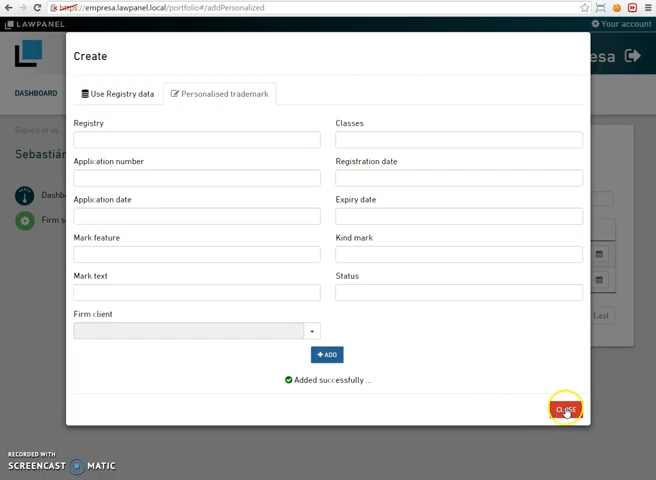 https://empresa.lawpanel.local/portfolio#/addPersonalized
LAWPANEL
Your account
esa
DASHBOARD
Signed in as
Sebastián
Dashb
Firm s
Last
Create
Use Registry data
Personalised trademark
Registry
Classes
Application number
Registration date
Application date
Expiry date
Mark feature
Kind mark
Mark text
Status
Firm client
+ ADD
Added successfully ...
CLOSE
RECORDED WITH
SCREENCAST MATIC